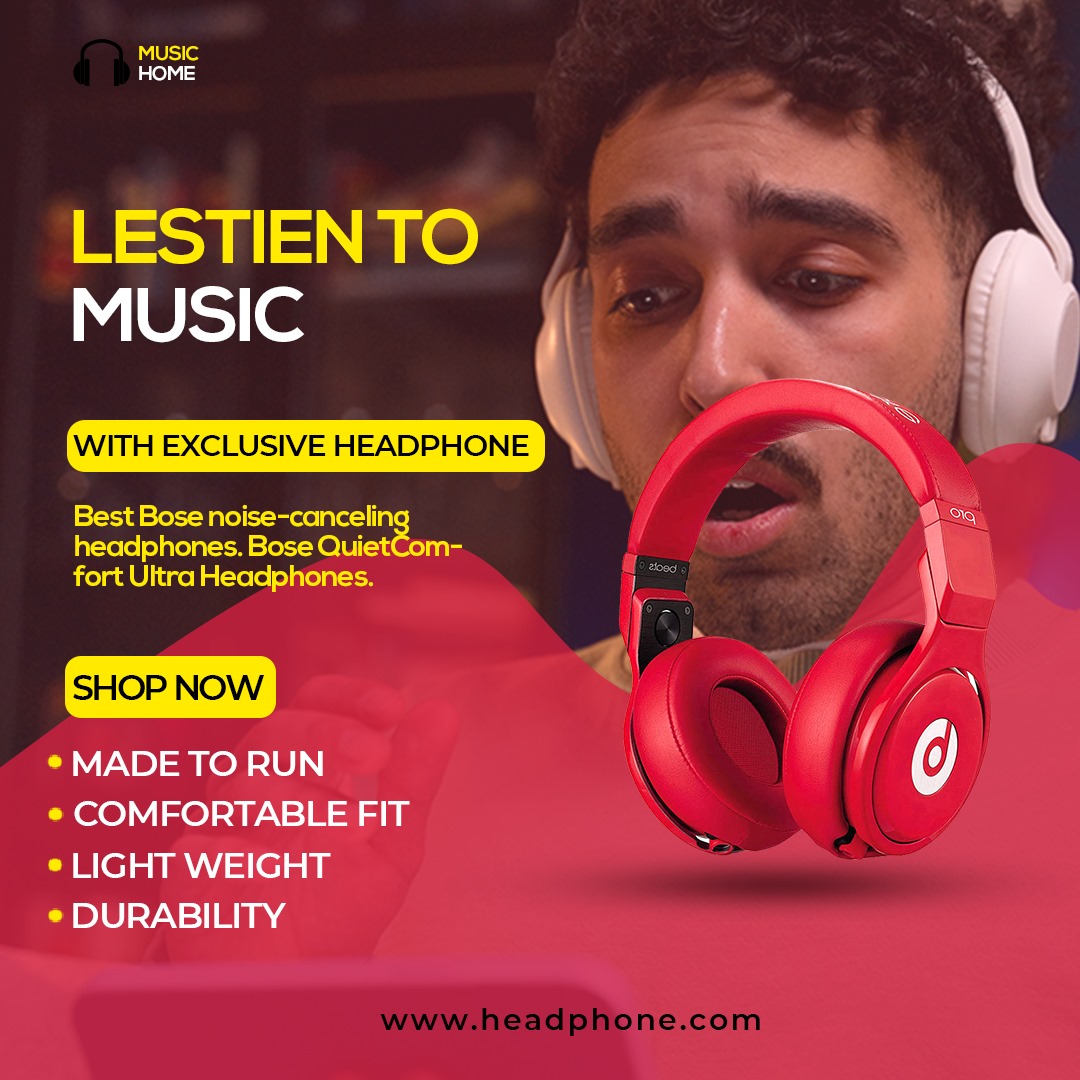 MUSIC
HOME
LESTIEN TO
MUSIC
WITH EXCLUSIVE HEADPHONE
Best Bose noise-canceling
headphones. Bose QuietCom-
fort Ultra Headphones.
pro
beats
SHOP NOW
• MADE TO RUN
• COMFORTABLE FIT
• LIGHT WEIGHT
• DURABILITY
www.headphone.com